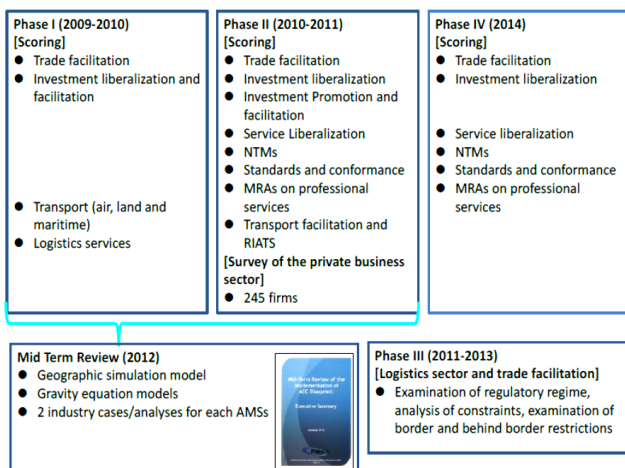 Phase I (2009-2010)
[Scoring]
● Trade facilitation
● Investment liberalization and
facilitation
● Transport (air, land and
maritime)
● Logistics services
Phase II (2010-2011)
[Scoring]
● Trade facilitation
● Investment liberalization
● Investment Promotion and
facilitation
● Service Liberalization
● NTMs
● Standards and conformance
● MRAs on professional
services
● Transport facilitation and
RIATS
[Survey of the private business
sector]
● 245 firms
Phase IV (2014)
[Scoring]
● Trade facilitation
● Investment liberalization
● Service liberalization
● NTMs
● Standards and conformance
● MRAs on professional
services
Mid Term Review (2012)
● Geographic simulation model
● Gravity equation models
● 2 industry cases/analyses for each AMSs
Mid-Term Review of the
Implementation of
AEC Blueprint:
Executive Summary
Phase III (2011-2013)
[Logistics sector and trade facilitation]
● Examination of regulatory regime,
analysis of constraints, examination of
border and behind border restrictions